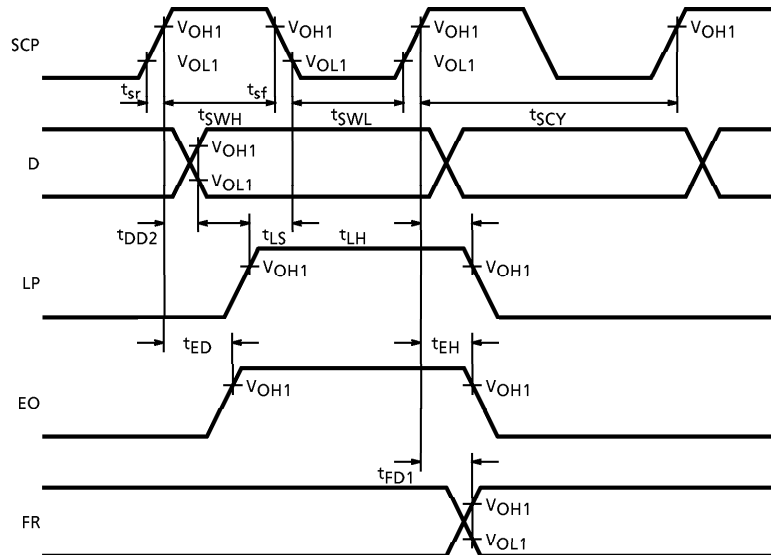 SCP
VOH1
VOH1
VOH1
VOH1
VOL1
VOL1
VOL1
tsr
tsf
tSWH
tSWL
tSCY
D
VOH1
VOL1
tDD2
tLS
tLH
LP
VOH1
VOH1
tED
tEH
EO
VOH1
VOH1
tFD1
FR
VOH1
VOL1